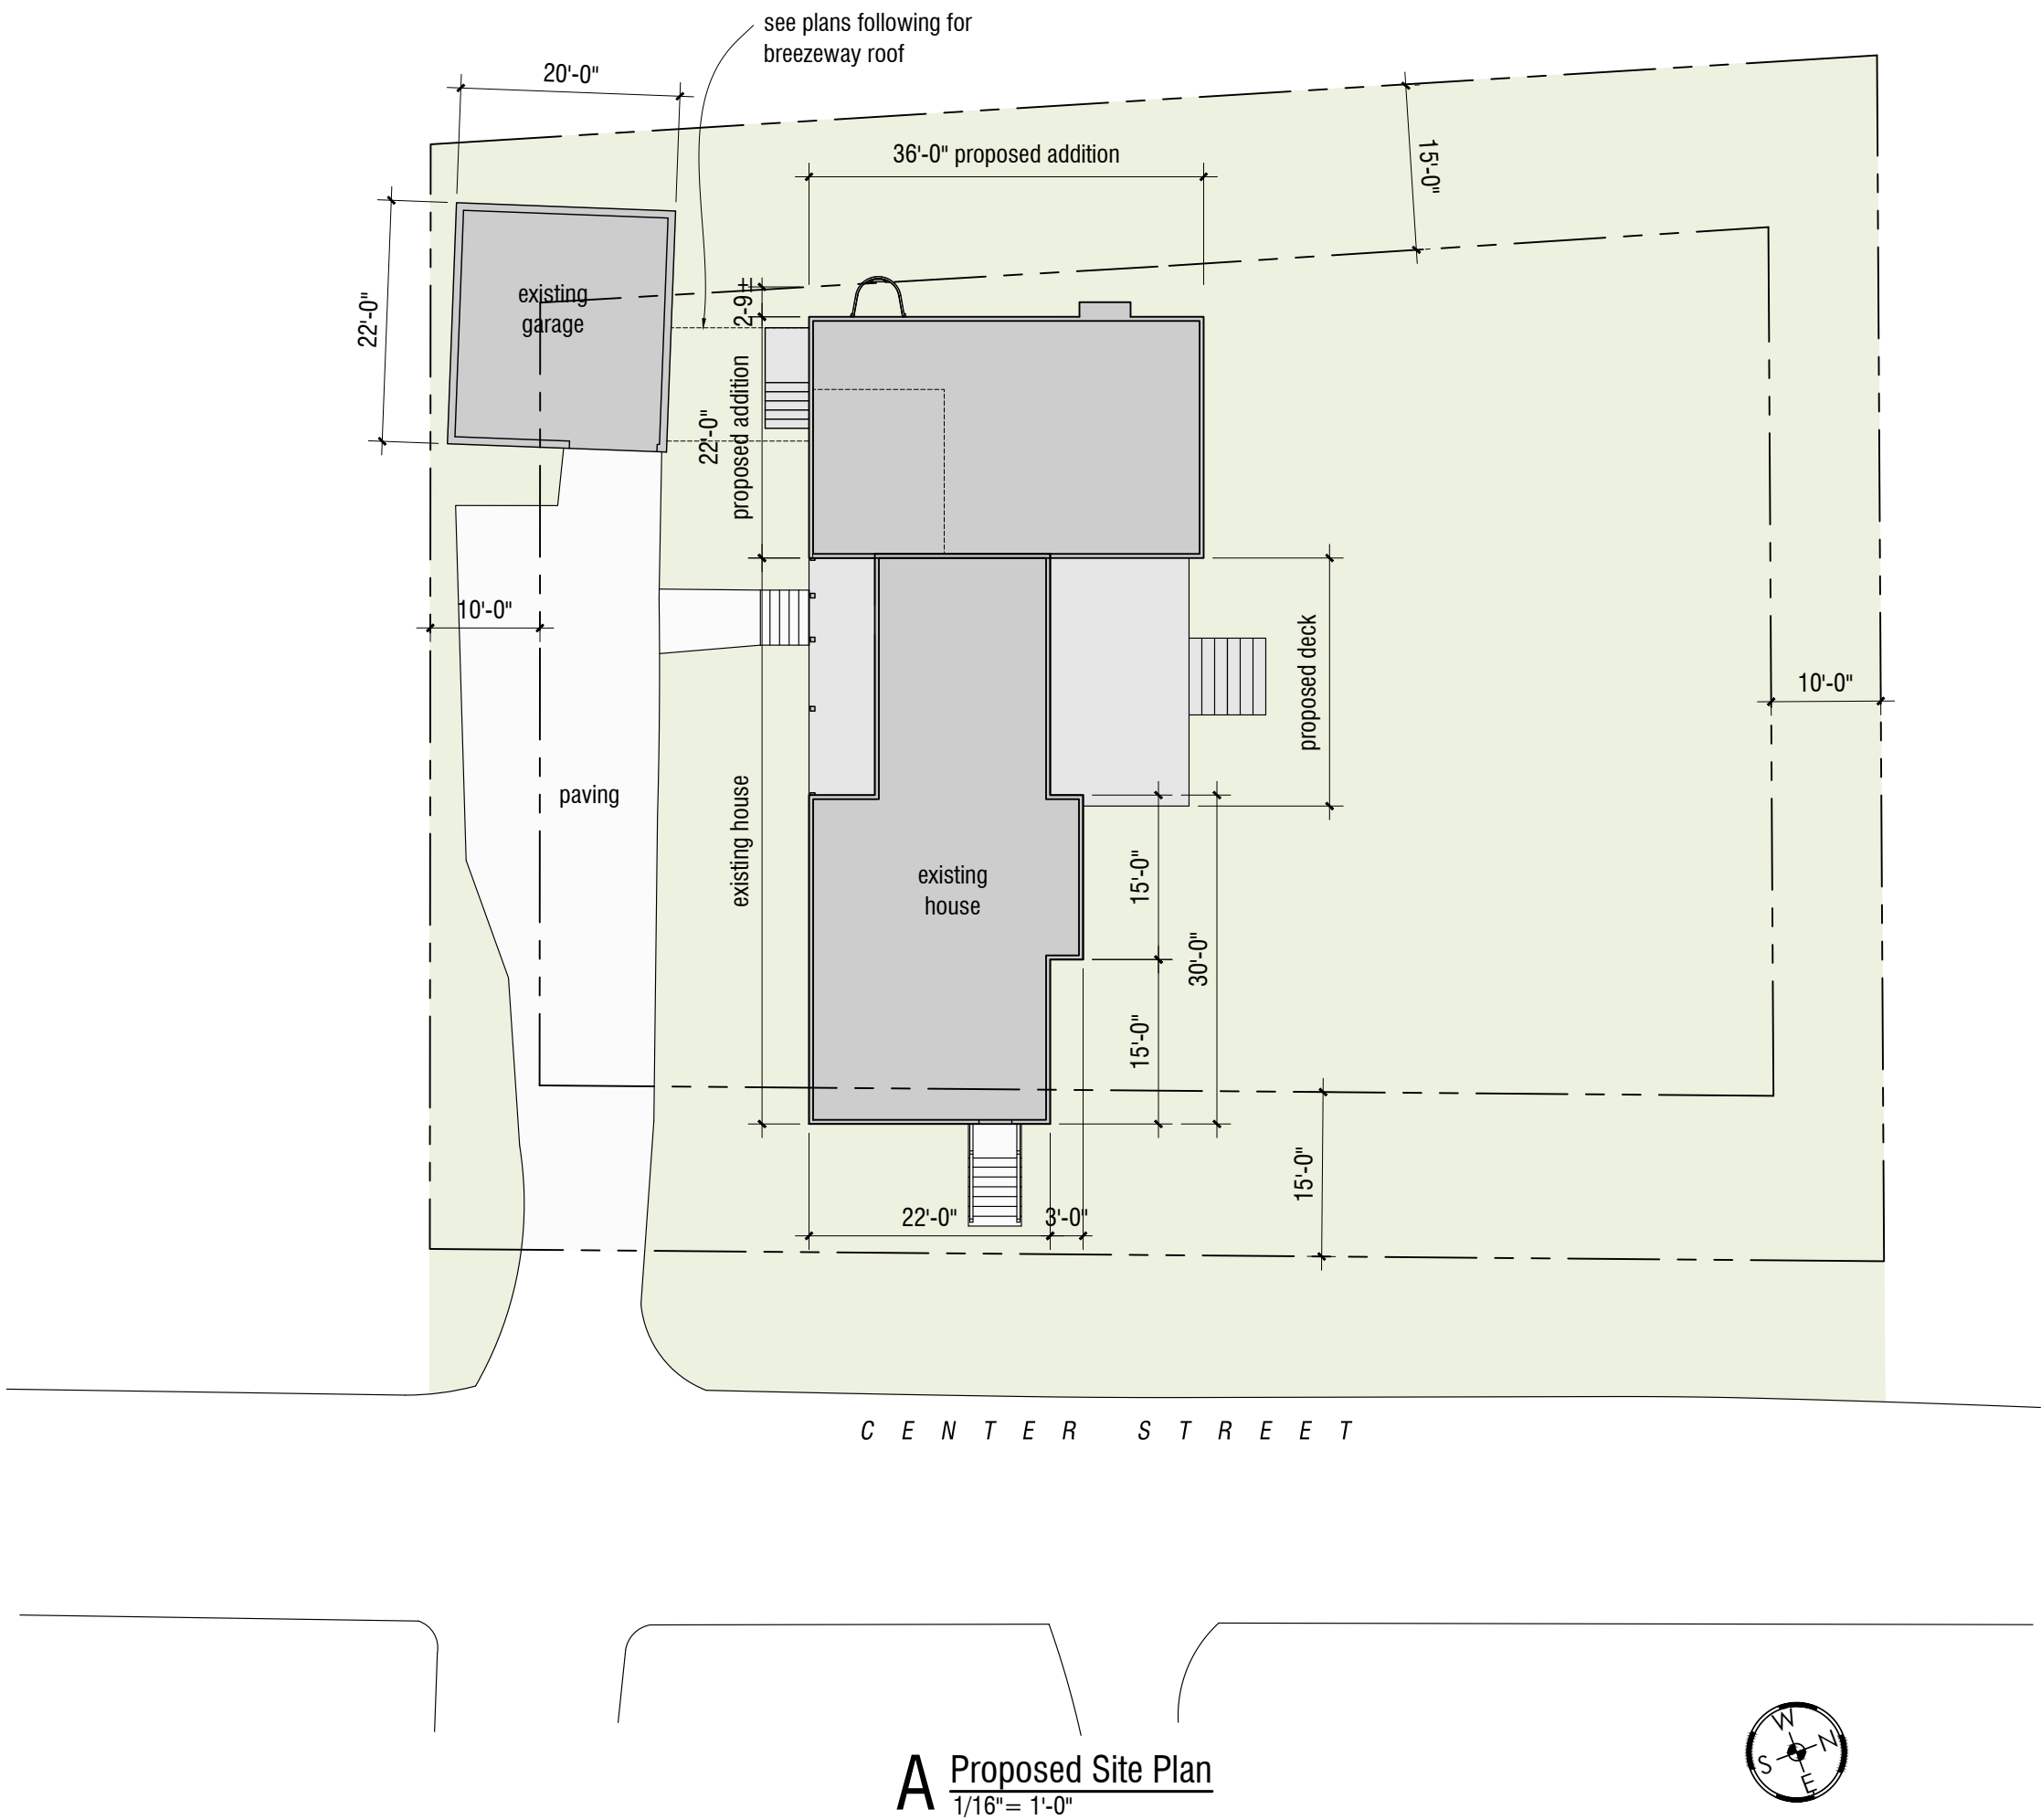 see plans following for
breezeway roof
20'-0"
36'-0" proposed addition
15'-0"
22'-0"
existing
garage
2-9±
22'-0"
proposed addition
10'-0"
proposed deck
10'-0"
paving
existing house
existing
house
15'-0"
30'-0"
15'-0"
15'-0"
22'-0"
3'-0"
CENTER STREET
W
N
S
E
A
Proposed Site Plan
1/16"= 1'-0"